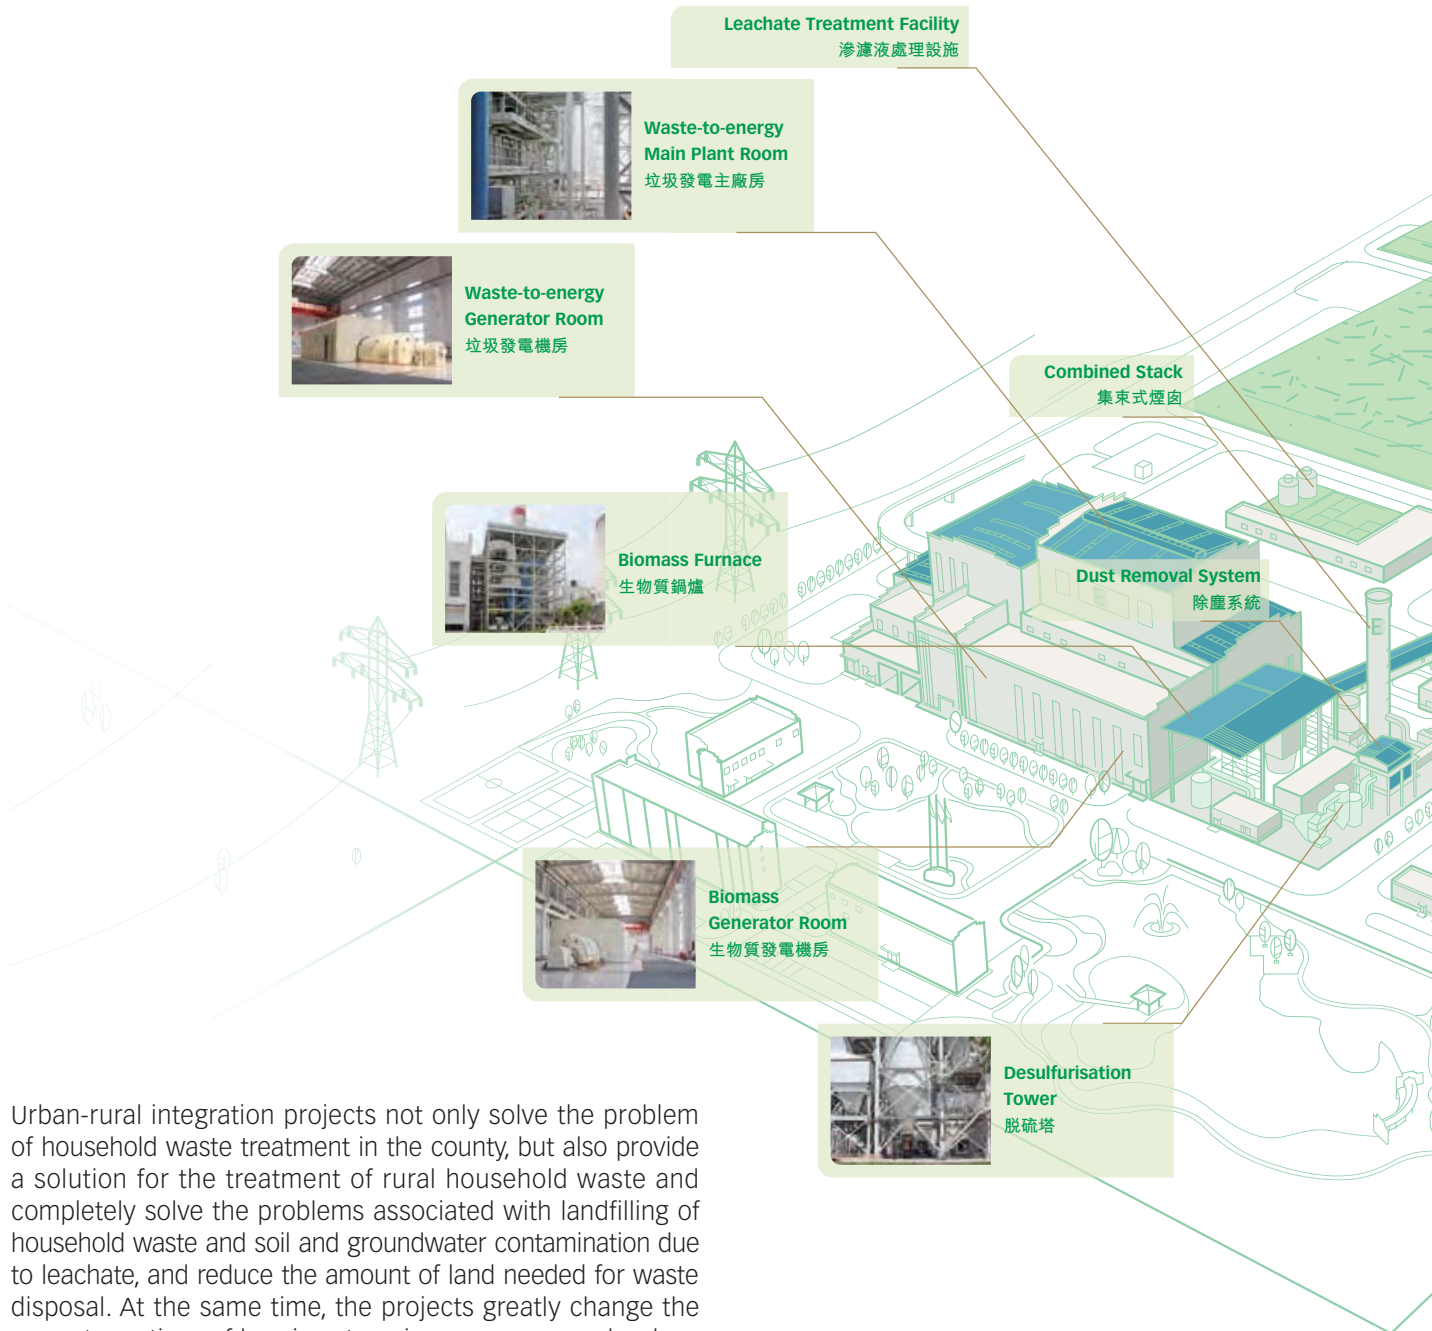 Leachate Treatment Facility
滲濾液處理設施
Waste-to-energy
Main Plant Room
垃圾發電主廠房
Waste-to-energy
Generator Room
垃圾發電機房
Combined Stack
集束式煙囪
Biomass Furnace
生物質鍋爐
Dust Removal System
除塵系統
B
B
Biomass
Generator Room
生物質發電機房
Desulfurisation
Tower
脱硫塔
Urban-rural integration projects not only solve the problem
of household waste treatment in the county, but also provide
a solution for the treatment of rural household waste and
completely solve the problems associated with landfilling of
household waste and soil and groundwater contamination due
to leachate, and reduce the amount of land needed for waste
disposal. At the same time, the projects greatly change the